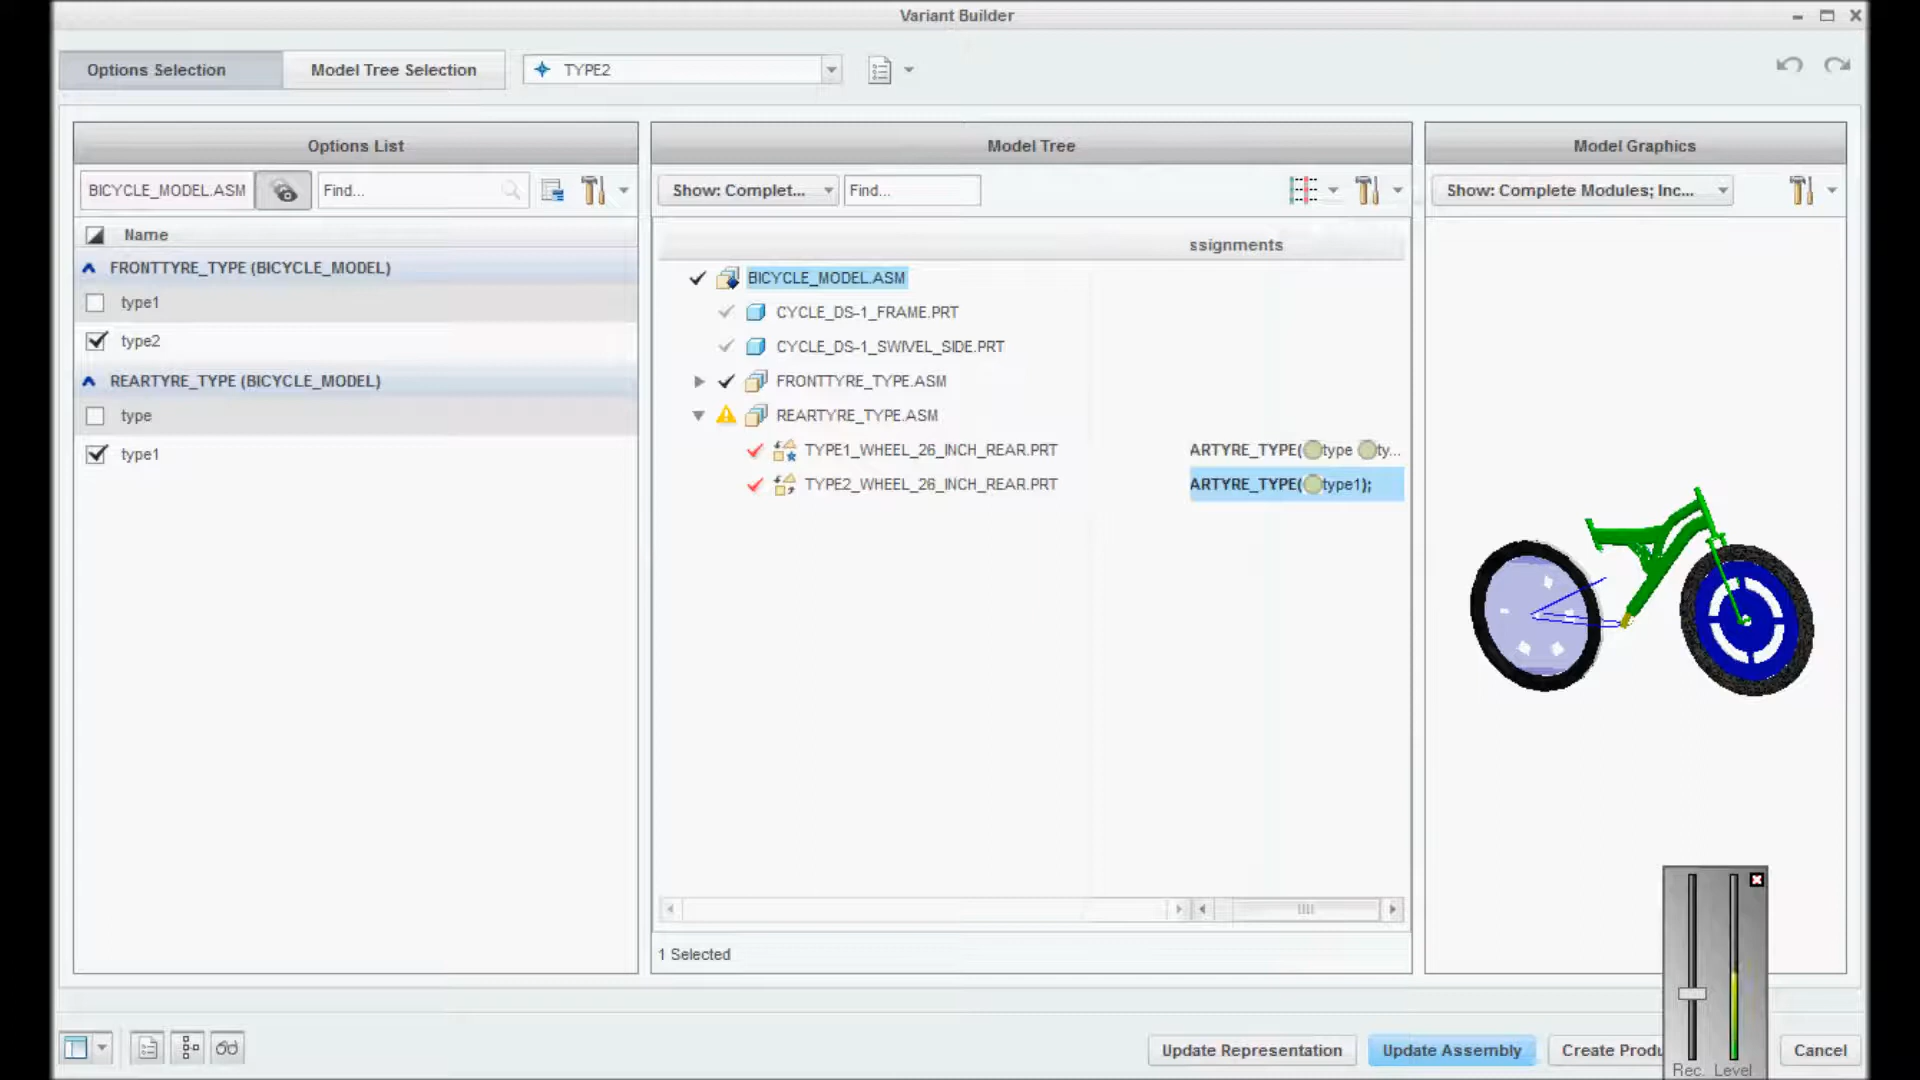 Variant Builder
Options Selection
Model Tree Selection
TYPE2
Options List
BICYCLE_MODEL.ASM
Find...
Name
FRONTTYRE_TYPE (BICYCLE_MODEL)
type1
type2
REARTYRE_TYPE (BICYCLE_MODEL)
type
type1
Model Tree
Show: Complet...
Find...
ssignments
BICYCLE_MODEL.ASM
CYCLE_DS-1_FRAME.PRT
CYCLE_DS-1_SWIVEL_SIDE.PRT
FRONTTYRE_TYPE.ASM
REARTYRE_TYPE.ASM
TYPE1_WHEEL_26_INCH_REAR.PRT ARTYRE_TYPE(type ty...
TYPE2_WHEEL_26_INCH_REAR.PRT ARTYRE_TYPE(type1);
1 Selected
Model Graphics
Show: Complete Modules; Inc...
Update Representation
Update Assembly
Create Produ
Cancel
Rec. Level